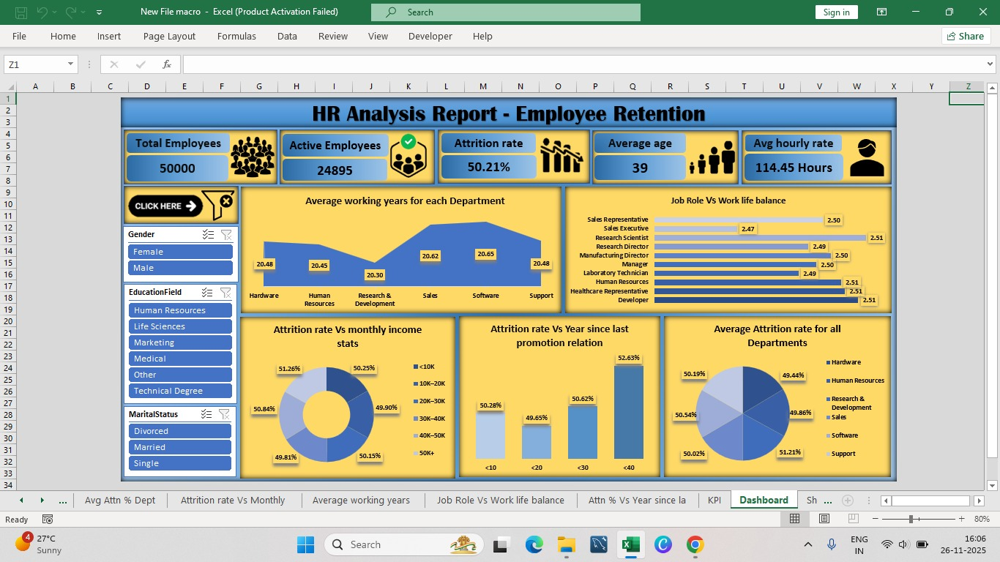 New File macro - Excel (Product Activation Failed)
Search
Sign in
File Home Insert Page Layout Formulas Data Review View Developer Help
Share
Z1
fx
A B C D E F G H I J K L M N O P Q R S T U V W X Y Z
1
2
3
4
5
6
7
8
9
10
11
12
13
14
15
16
17
18
19
20
21
22
23
24
25
26
27
28
29
30
31
32
33
34
HR Analysis Report - Employee Retention
Total Employees
50000
Active Employees
24895
Attrition rate
50.21%
Average age
39
Avg hourly rate
114.45 Hours
CLICK HERE
Gender
Female
Male
EducationField
Human Resources
Life Sciences
Marketing
Medical
Other
Technical Degree
MaritalStatus
Divorced
Married
Single
Average working years for each Department
20.48
20.45
20.30
20.62
20.65
20.48
Hardware
Human
Resources
Research &
Development
Sales
Software
Support
Job Role Vs Work life balance
Sales Representative 2.50
Sales Executive 2.47
Research Scientist 2.51
Research Director 2.49
Manufacturing Director 2.50
Manager 2.50
Laboratory Technician 2.49
Human Resources 2.51
Healthcare Representative 2.51
Developer 2.51
Attrition rate Vs monthly income
stats
51.26%
50.25%
50.84%
49.90%
49.81%
50.15%
<10K
10K–20K
20K–30K
30K–40K
40K–50K
50K+
Attrition rate Vs Year since last
promotion relation
50.28%
49.65%
50.62%
52.63%
<10
<20
<30
<40
Average Attrition rate for all
Departments
50.19%
49.44%
50.54%
49.86%
50.02%
51.21%
Hardware
Human Resources
Research &
Development
Sales
Software
Support
... Avg Attn % Dept Attrition rate Vs Monthly Average working years Job Role Vs Work life balance Attn % Vs Year since la KPI Dashboard Sh ...
Ready
80%
4
27°C
Sunny
Search
ENG
IN
16:06
26-11-2025